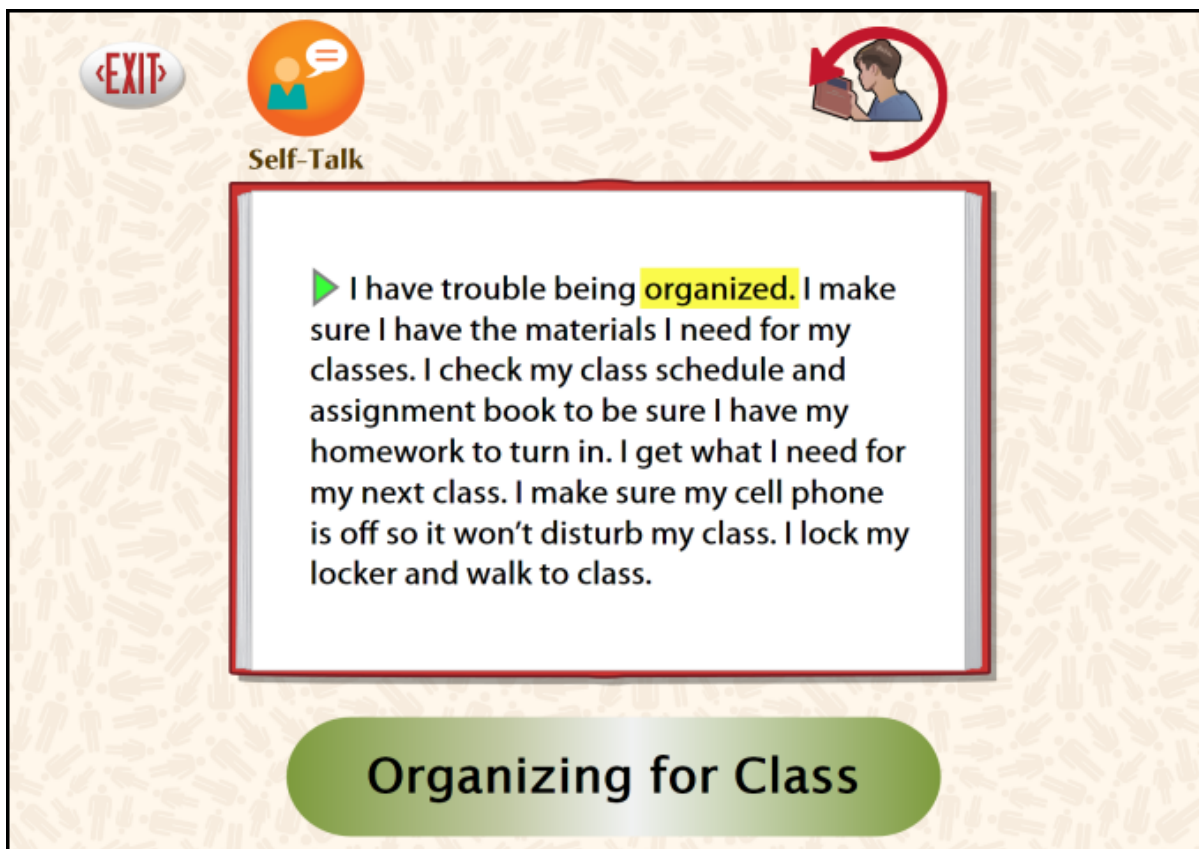 ‹EXIT›
Self-Talk
I have trouble being organized. I make
sure I have the materials I need for my
classes. I check my class schedule and
assignment book to be sure I have my
homework to turn in. I get what I need for
my next class. I make sure my cell phone
is off so it won’t disturb my class. I lock my
locker and walk to class.
Organizing for Class